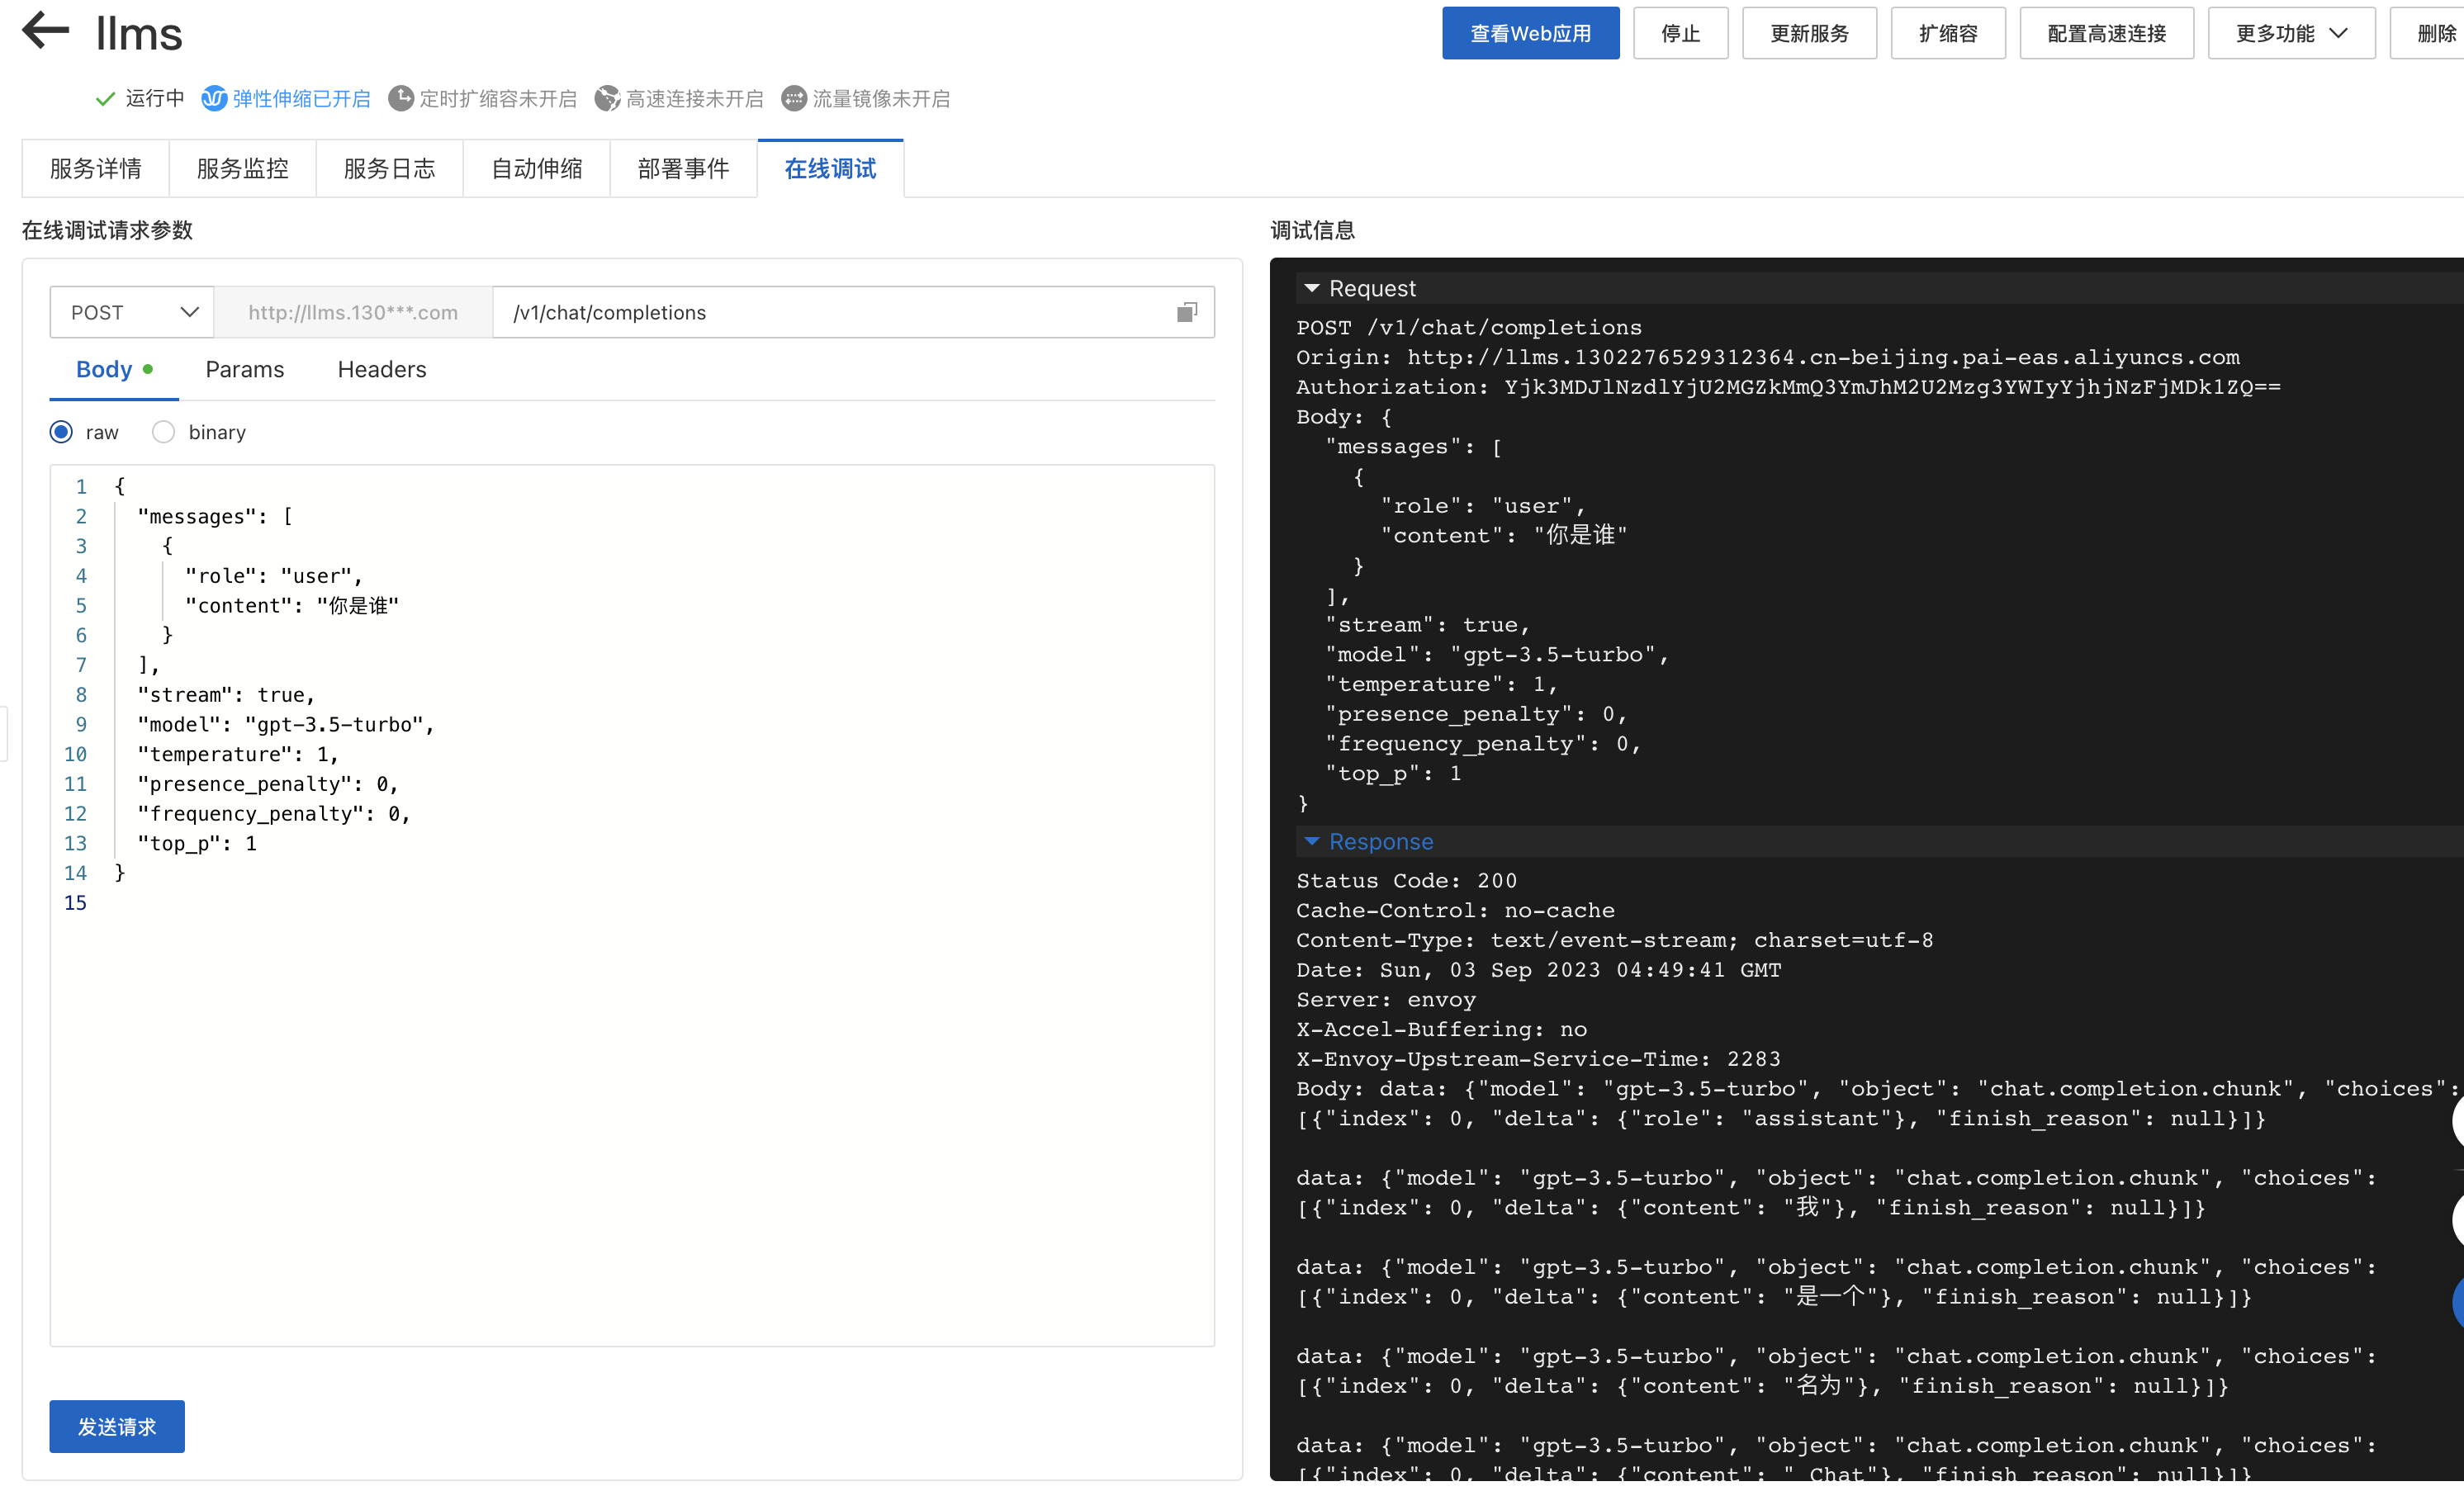 llms
查看Web应用 停止 更新服务 扩缩容 配置高速连接 更多功能 删除
运行中 弹性伸缩已开启 定时扩缩容未开启 高速连接未开启 流量镜像未开启
服务详情 服务监控 服务日志 自动伸缩 部署事件 在线调试
在线调试请求参数
POST http://llms.130***.com /v1/chat/completions
Body Params Headers
raw binary
1 {
2 "messages": [
3 {
4 "role": "user",
5 "content": "你是谁"
6 }
7 ],
8 "stream": true,
9 "model": "gpt-3.5-turbo",
10 "temperature": 1,
11 "presence_penalty": 0,
12 "frequency_penalty": 0,
13 "top_p": 1
14 }
15
发送请求
调试信息
Request
POST /v1/chat/completions
Origin: http://llms.1302276529312364.cn-beijing.pai-eas.aliyuncs.com
Authorization: Yjk3MDJlNzdlYjU2MGZkMmQ3YmJhM2U2Mzg3YWIyYjhjNzFjMDk1ZQ==
Body: {
"messages": [
{
"role": "user",
"content": "你是谁"
}
],
"stream": true,
"model": "gpt-3.5-turbo",
"temperature": 1,
"presence_penalty": 0,
"frequency_penalty": 0,
"top_p": 1
}
Response
Status Code: 200
Cache-Control: no-cache
Content-Type: text/event-stream; charset=utf-8
Date: Sun, 03 Sep 2023 04:49:41 GMT
Server: envoy
X-Accel-Buffering: no
X-Envoy-Upstream-Service-Time: 2283
Body: data: {"model": "gpt-3.5-turbo", "object": "chat.completion.chunk", "choices":
[{"index": 0, "delta": {"role": "assistant"}, "finish_reason": null}]}
data: {"model": "gpt-3.5-turbo", "object": "chat.completion.chunk", "choices":
[{"index": 0, "delta": {"content": "我"}, "finish_reason": null}]}
data: {"model": "gpt-3.5-turbo", "object": "chat.completion.chunk", "choices":
[{"index": 0, "delta": {"content": "是一个"}, "finish_reason": null}]}
data: {"model": "gpt-3.5-turbo", "object": "chat.completion.chunk", "choices":
[{"index": 0, "delta": {"content": "名为"}, "finish_reason": null}]}
data: {"model": "gpt-3.5-turbo", "object": "chat.completion.chunk", "choices":
[{"index": 0, "delta": {"content": " Chat"}, "finish_reason": null}]}